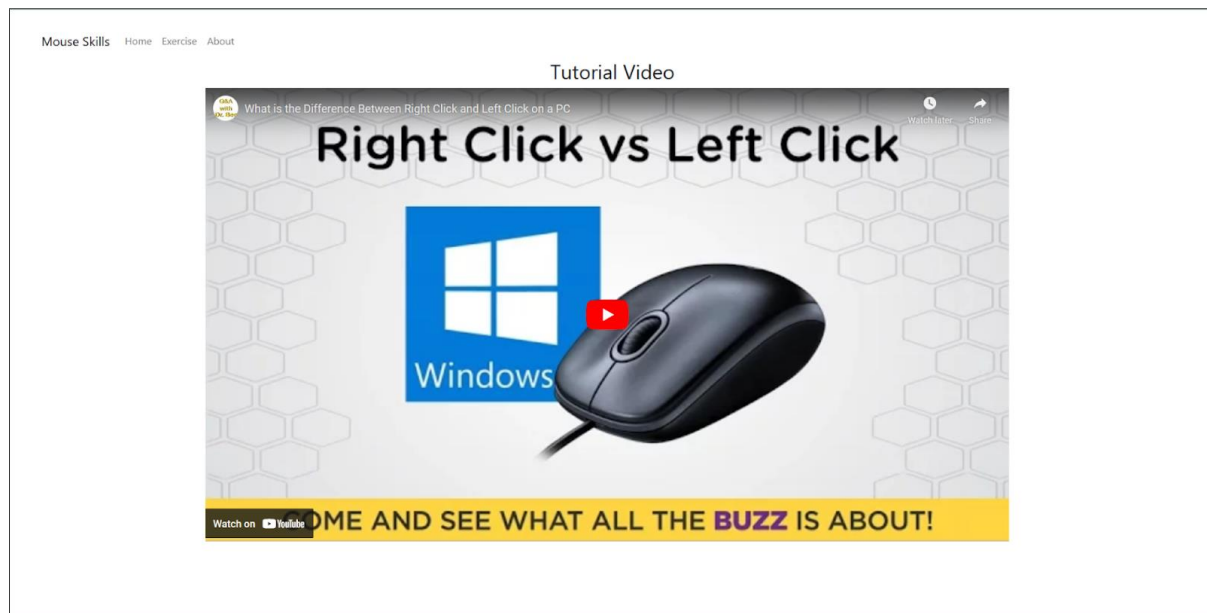 Mouse Skills Home Exercise About
Tutorial Video
What is the Difference Between Right Click and Left Click on a PC
Watch later Share
Right Click vs Left Click
Windows
Watch on YouTube OME AND SEE WHAT ALL THE BUZZ IS ABOUT!